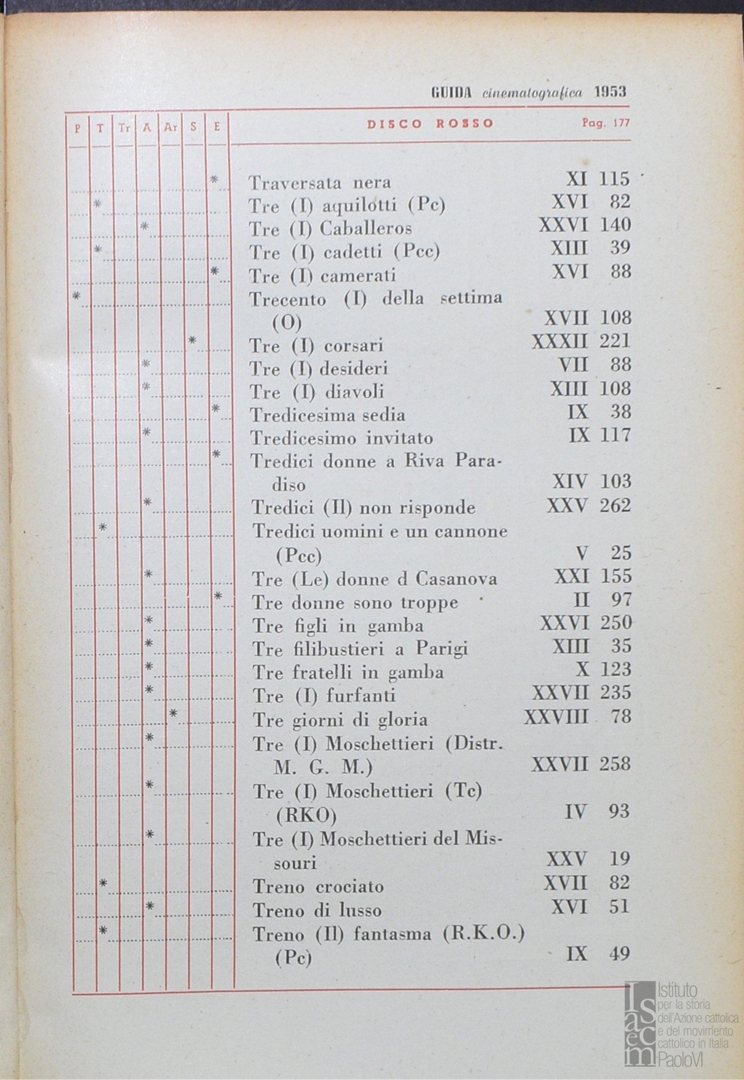 GUIDA cinematografica 1953
P T Tr A Ar S E DISCO ROSSO Pag. 177
* Traversata nera XI 115
* Tre (I) aquilotti (Pc) XVI 82
* Tre (I) Caballeros XXVI 140
* Tre (I) cadetti (Pcc) XIII 39
* Tre (I) camerati XVI 88
* Trecento (I) della settima
(O) XVII 108
* Tre (I) corsari XXXII 221
* Tre (I) desideri VII 88
* Tre (I) diavoli XIII 108
* Tredicesima sedia IX 38
* Tredicesimo invitato IX 117
* Tredici donne a Riva Para-
diso XIV 103
* Tredici (Il) non risponde XXV 262
* Tredici uomini e un cannone
(Pcc) V 25
* Tre (Le) donne d Casanova XXI 155
* Tre donne sono troppe II 97
* Tre figli in gamba XXVI 250
* Tre filibustieri a Parigi XIII 35
* Tre fratelli in gamba X 123
* Tre (I) furfanti XXVII 235
* Tre giorni di gloria XXVIII 78
* Tre (I) Moschettieri (Distr.
M. G. M.) XXVII 258
* Tre (I) Moschettieri (Tc)
(RKO) IV 93
* Tre (I) Moschettieri del Mis-
souri XXV 19
* Treno crociato XVII 82
* Treno di lusso XVI 51
* Treno (Il) fantasma (R.K.O.)
(Pc) IX 49
Isacem
Istituto
per la storia
dell'Azione cattolica
e del movimento
cattolico in Italia
PaoloVI